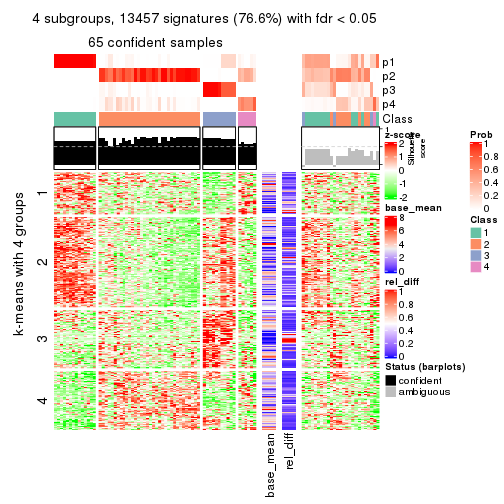 4 subgroups, 13457 signatures (76.6%) with fdr < 0.05
65 confident samples
p1
p2
p3
p4
Class
1
Silhouette
score
k-means with 4 groups
1
2
3
4
base_mean
rel_diff
z-score
2
1
0
-1
-2
base_mean
8
6
4
2
0
rel_diff
1
0.8
0.6
0.4
0.2
0
Status (barplots)
confident
ambiguous
Prob
1
0.8
0.6
0.4
0.2
0
Class
1
2
3
4